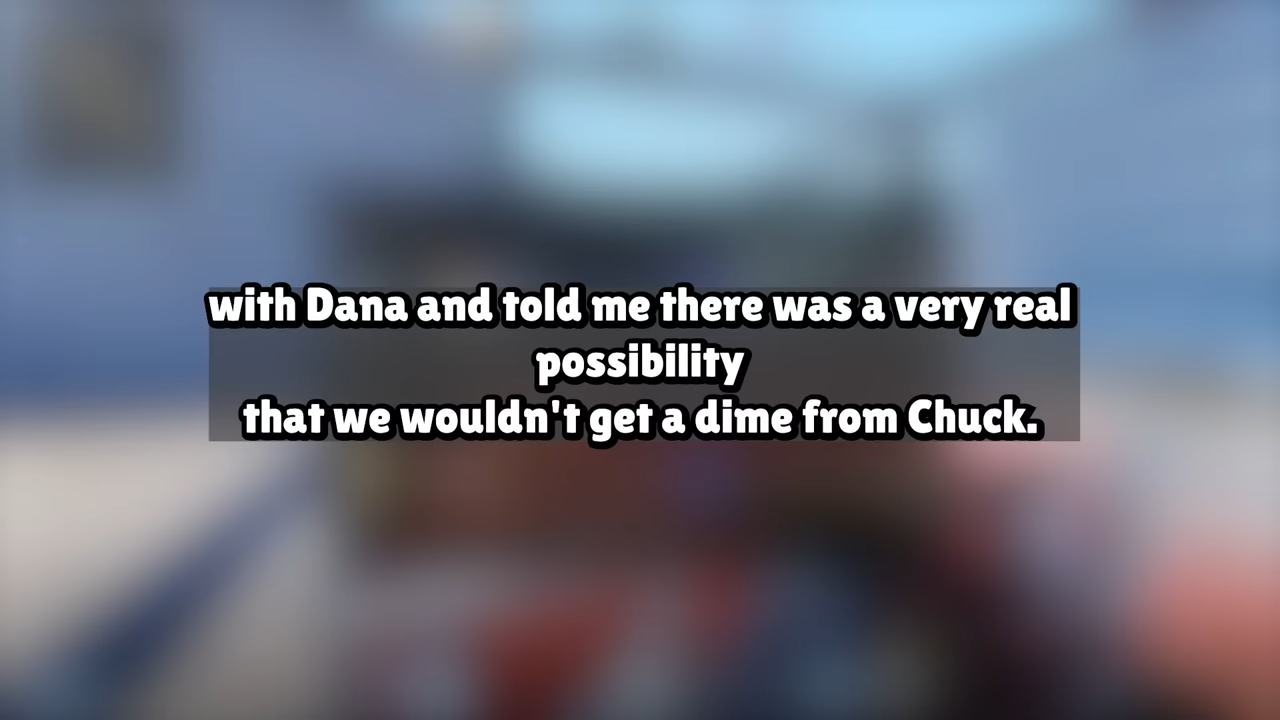 with Dana and told me there was a very real
possibility
that we wouldn't get a dime from Chuck.